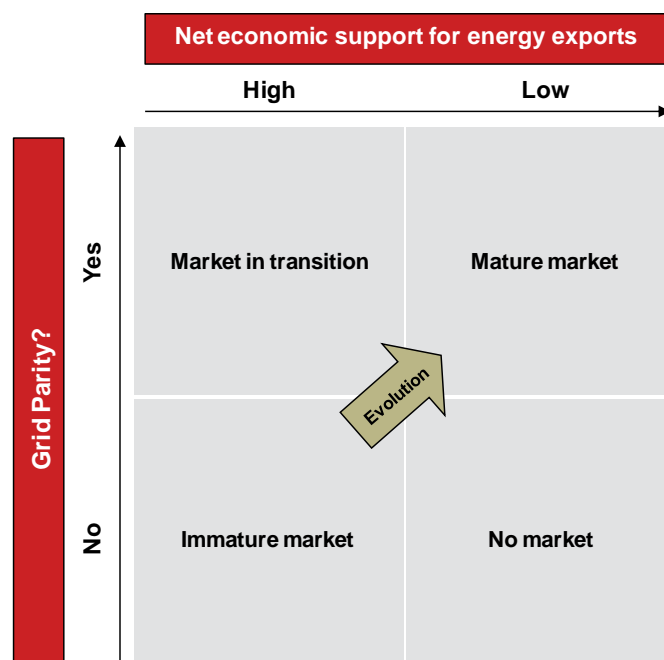 Net economic support for energy exports
High
Low
Grid Parity?
Yes
Market in transition
Mature market
Evolution
No
Immature market
No market